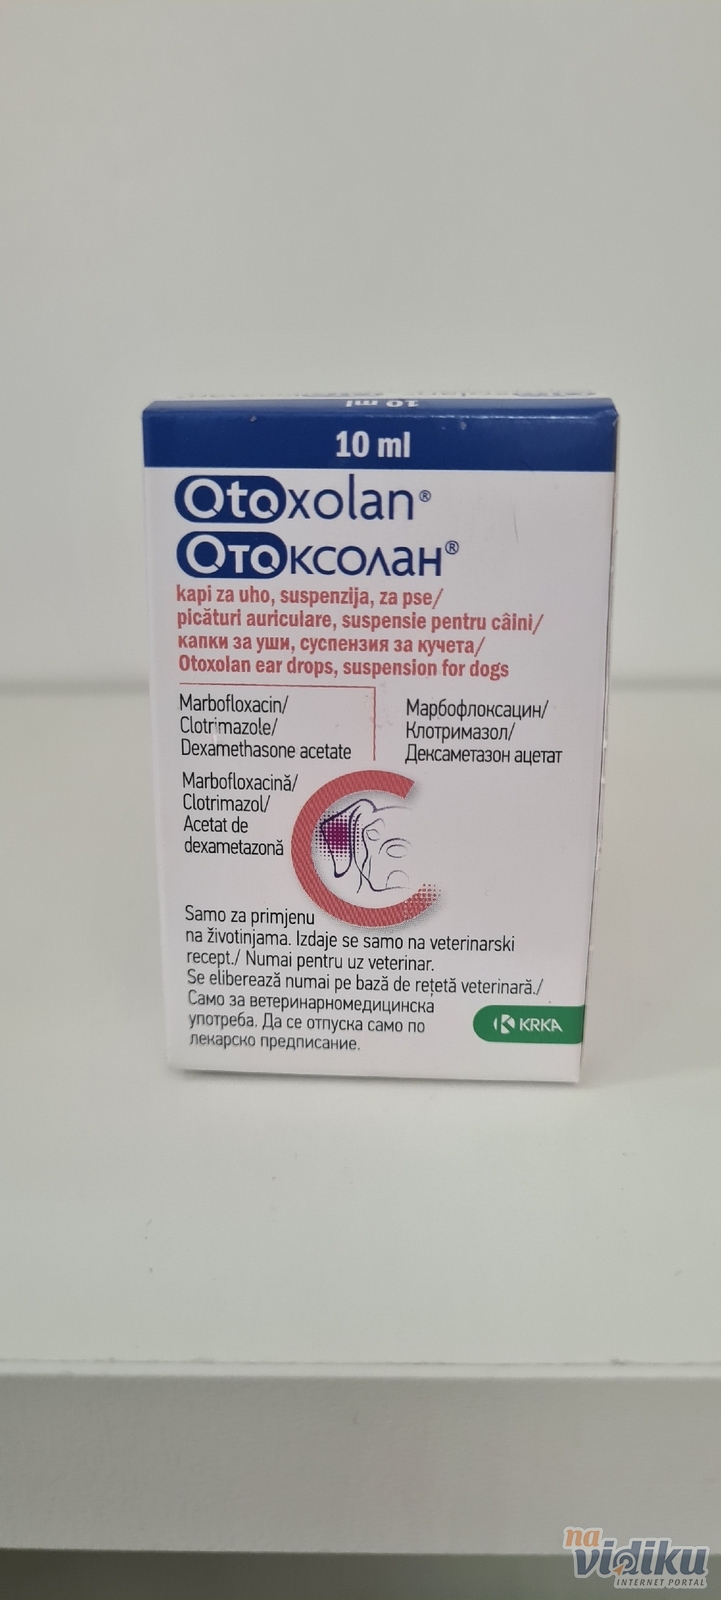 10 ml
10 ml
Otoxolan®
Отоксолан®
kapi za uho, suspenzija, za pse/
picături auriculare, suspensie pentru câini/
капки за уши, суспензия за кучета/
Otoxolan ear drops, suspension for dogs
Marbofloxacin/
Clotrimazole/
Dexamethasone acetate
Марбофлоксацин/
Клотримазол/
Дексаметазон ацетат
Marbofloxacină/
Clotrimazol/
Acetat de
dexametazonă
Samo za primjenu
na životinjama. Izdaje se samo na veterinarski
recept./ Numai pentru uz veterinar.
Se eliberează numai pe bază de rețetă veterinară./
Само за ветеринарномедицинска
употреба. Да се отпуска само по
лекарско предписание.
KRKA
na
vidiku
INTERNET PORTAL